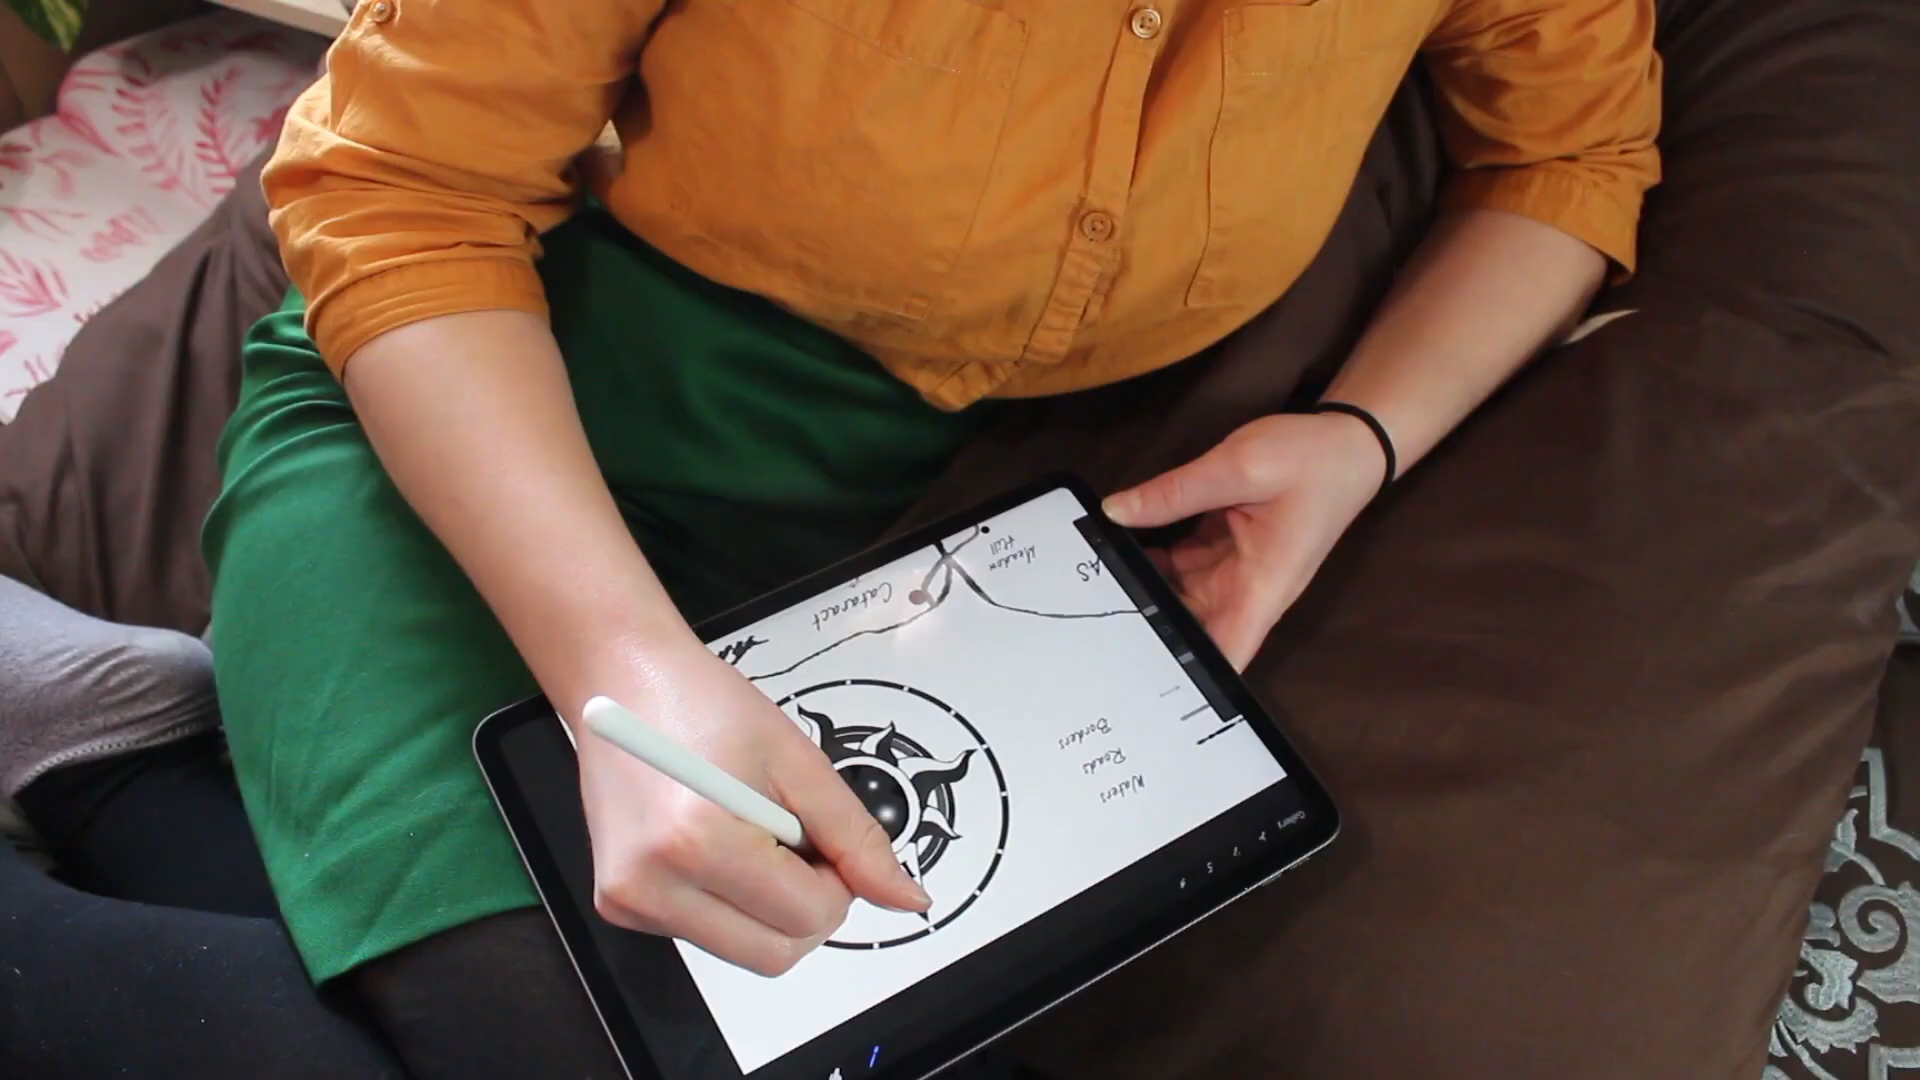 Gallery
Waters
Roads
Borders
AS
Meadow
Hill
Cataract